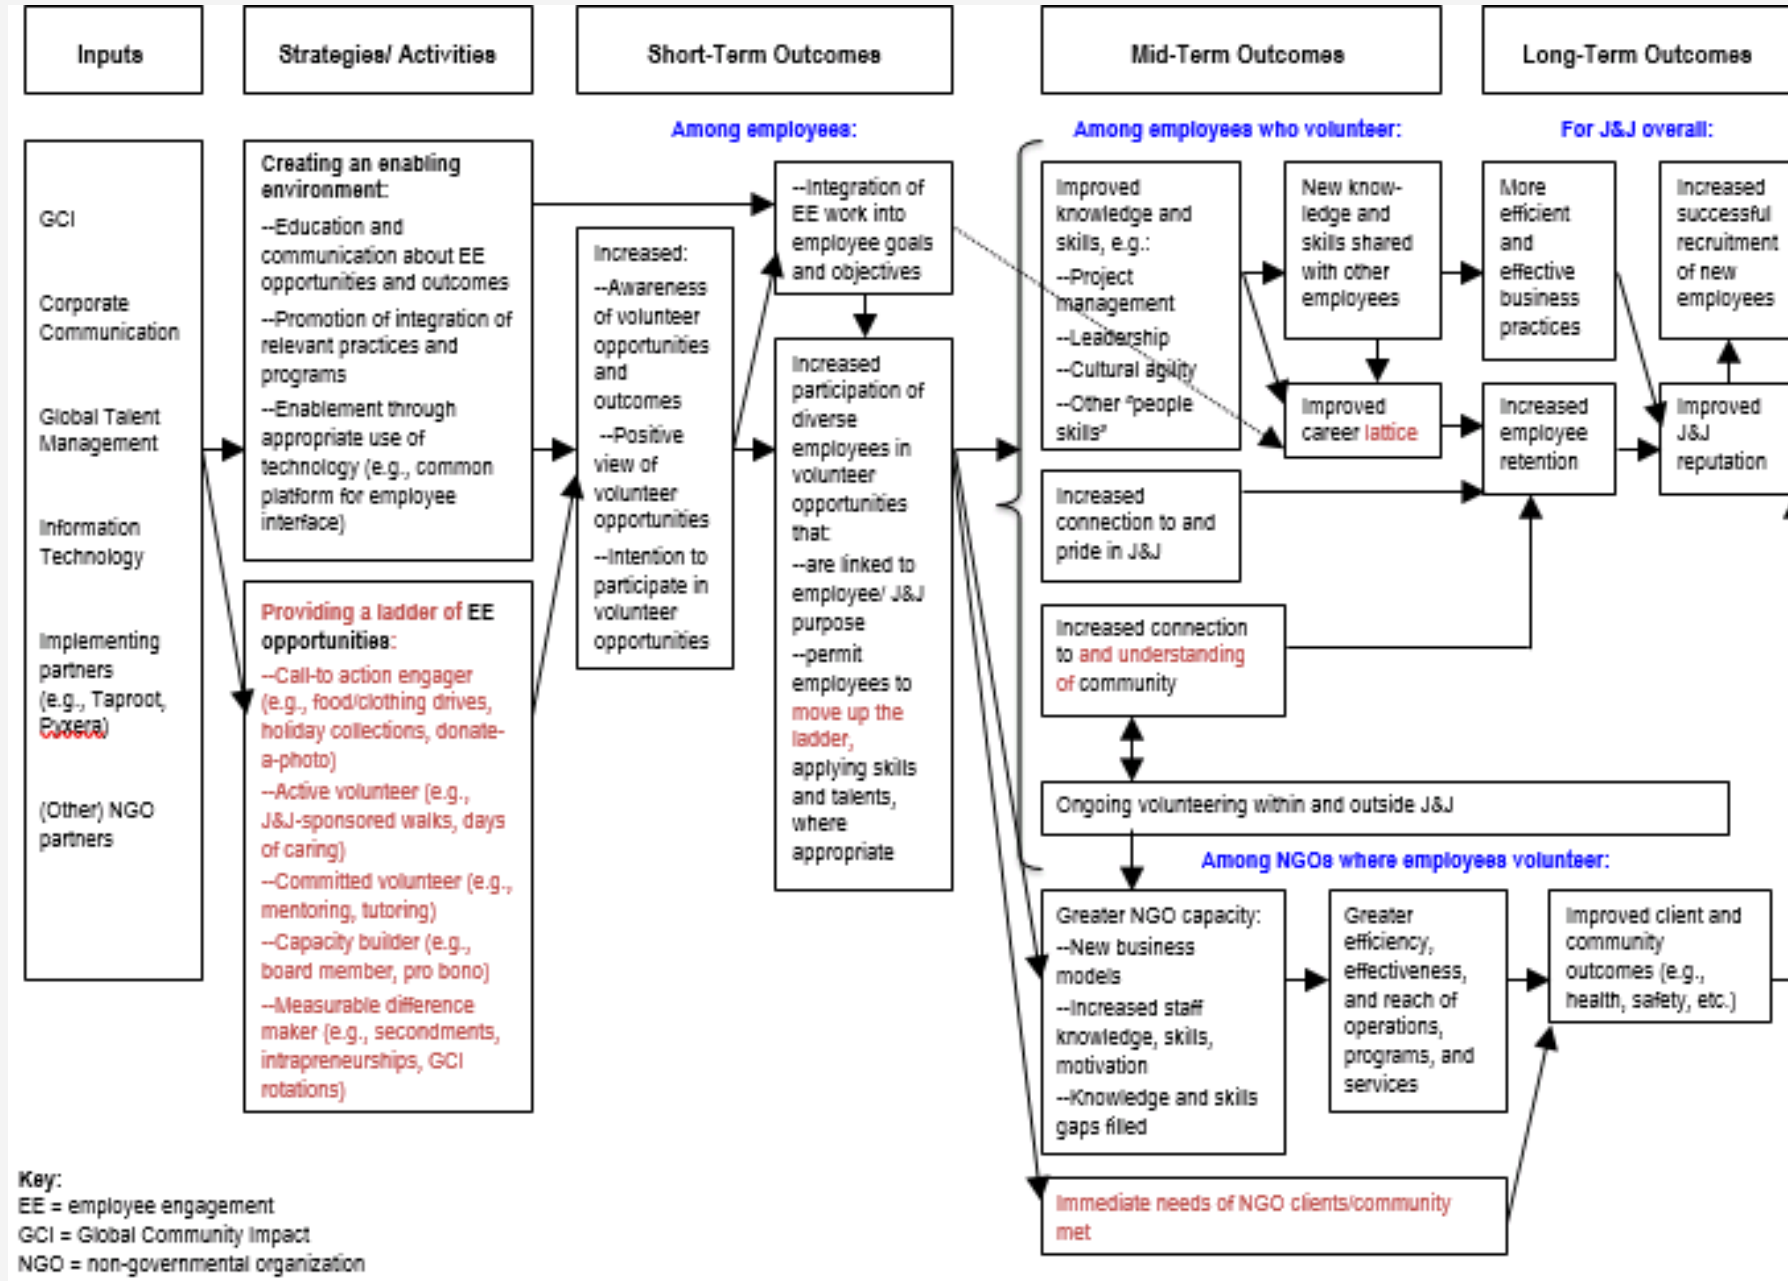 Inputs
Strategies/ Activities
Short-Term Outcomes
Mid-Term Outcomes
Long-Term Outcomes
Among employees:
Among employees who volunteer:
For J&J overall:
GCI
Corporate
Communication
Global Talent
Management
Information
Technology
Implementing
partners
(e.g., Taproot,
Pyxera)
(Other) NGO
partners
Creating an enabling
environment:
--Education and
communication about EE
opportunities and outcomes
--Promotion of integration of
relevant practices and
programs
--Enablement through
appropriate use of
technology (e.g., common
platform for employee
interface)
Providing a ladder of EE
opportunities:
--Call-to action engager
(e.g., food/clothing drives,
holiday collections, donate-
a-photo)
--Active volunteer (e.g.,
J&J-sponsored walks, days
of caring)
--Committed volunteer (e.g.,
mentoring, tutoring)
--Capacity builder (e.g.,
board member, pro bono)
--Measurable difference
maker (e.g., secondments,
intrapreneurships, GCI
rotations)
Increased:
--Awareness
of volunteer
opportunities
and
outcomes
--Positive
view of
volunteer
opportunities
--Intention to
participate in
volunteer
opportunities
--Integration of
EE work into
employee goals
and objectives
Increased
participation of
diverse
employees in
volunteer
opportunities
that:
--are linked to
employee/ J&J
purpose
--permit
employees to
move up the
ladder,
applying skills
and talents,
where
appropriate
Improved
knowledge and
skills, e.g.:
--Project
management
--Leadership
--Cultural agility
--Other "people
skills"
New know-
ledge and
skills shared
with other
employees
Improved
career lattice
Increased
connection to and
pride in J&J
Increased connection
to and understanding
of community
Ongoing volunteering within and outside J&J
More
efficient
and
effective
business
practices
Increased
successful
recruitment
of new
employees
Increased
employee
retention
Improved
J&J
reputation
Among NGOs where employees volunteer:
Greater NGO capacity:
--New business
models
--Increased staff
knowledge, skills,
motivation
--Knowledge and skills
gaps filled
Greater
efficiency,
effectiveness,
and reach of
operations,
programs, and
services
Improved client and
community
outcomes (e.g.,
health, safety, etc.)
Immediate needs of NGO clients/community
met
Key:
EE = employee engagement
GCI = Global Community Impact
NGO = non-governmental organization